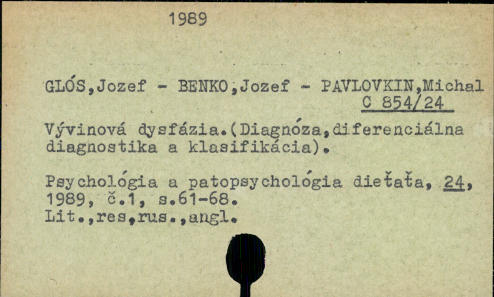 1989
GLÓS,Jozef - BENKO,Jozef - PAVLOVKIN,Michal
C 854/24
Vývinová dysfázia.(Diagnóza,diferenciálna
diagnostika a klasifikácia).
Psychológia a patopsychológia dieťaťa, 24,
1989, č.1, s.61-68.
Lit.,res,rus.,angl.